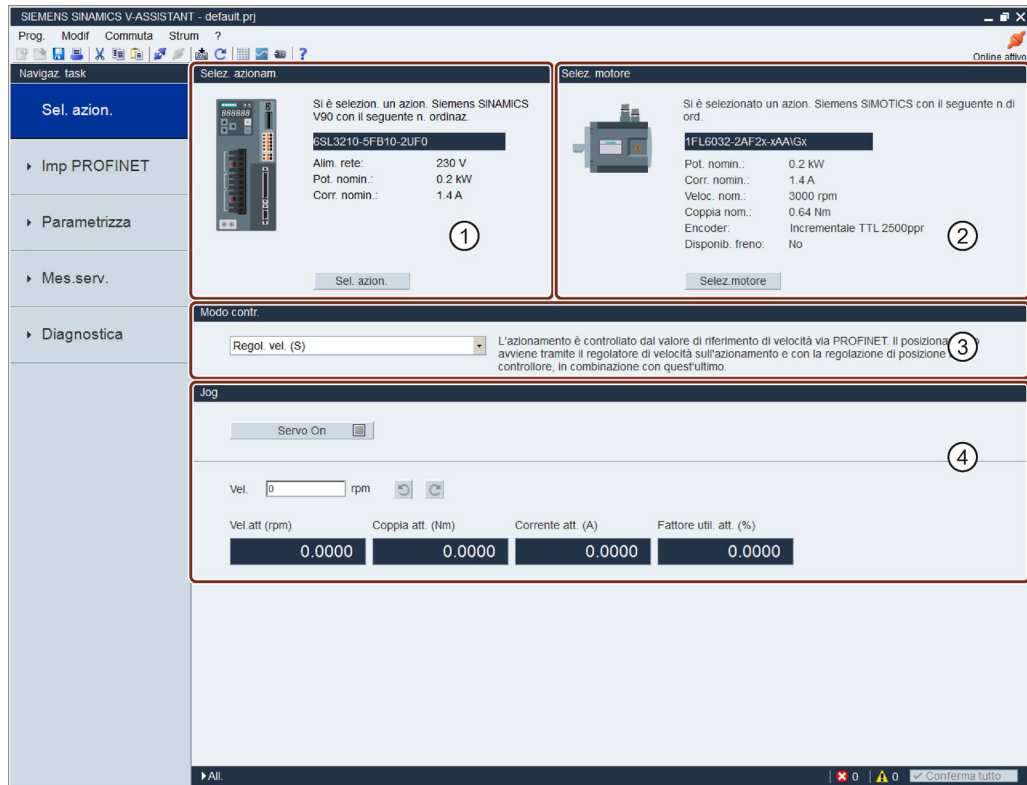 SIEMENS SINAMICS V-ASSISTANT - default.prj
Prog. Modif Commuta Strum ?
Online attivo
Navigaz. task
Sel. azion.
Imp PROFINET
Parametrizza
Mes.serv.
Diagnostica
Selez. azionam.
Si è selezion. un azion. Siemens SINAMICS
V90 con il seguente n. ordinaz.
6SL3210-5FB10-2UF0
Alim. rete: 230 V
Pot. nomin.: 0.2 kW
Corr. nomin.: 1.4 A
1
Sel. azion.
Selez. motore
Si è selezionato un azion. Siemens SIMOTICS con il seguente n.di
ord.
1FL6032-2AF2x-xAA\Gx
Pot. nomin.: 0.2 kW
Corr. nomin.: 1.4 A
Veloc. nom.: 3000 rpm
Coppia nom.: 0.64 Nm
Encoder: Incrementale TTL 2500ppr
Disponib. freno: No
2
Selez.motore
Modo contr.
Regol. vel. (S)
L'azionamento è controllato dal valore di riferimento di velocità via PROFINET. Il
avviene tramite il regolatore di velocità sull'azionamento e con la regolazione di posizione
controllore, in combinazione con quest'ultimo.
3
Jog
Servo On
4
Vel. 0 rpm
Vel.att (rpm) Coppia att. (Nm) Corrente att. (A) Fattore util. att. (%)
0.0000 0.0000 0.0000 0.0000
All.
0 0 Conferma tutto